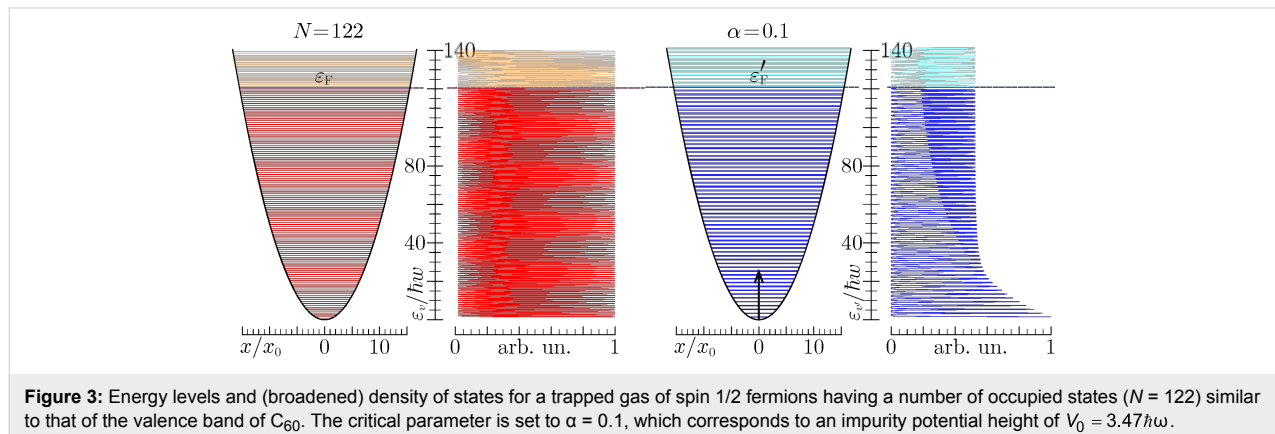 N=122
α=0.1
140
ε_F
80
40
ε_ν/ħw
x/x₀ 0 10
0 arb. un. 1
140
ε′_F
80
40
ε_ν′/ħw
x/x₀ 0 10
0 arb. un. 1
Figure 3: Energy levels and (broadened) density of states for a trapped gas of spin 1/2 fermions having a number of occupied states (N = 122) similar
to that of the valence band of C₆₀. The critical parameter is set to α = 0.1, which corresponds to an impurity potential height of V₀ = 3.47ħω.